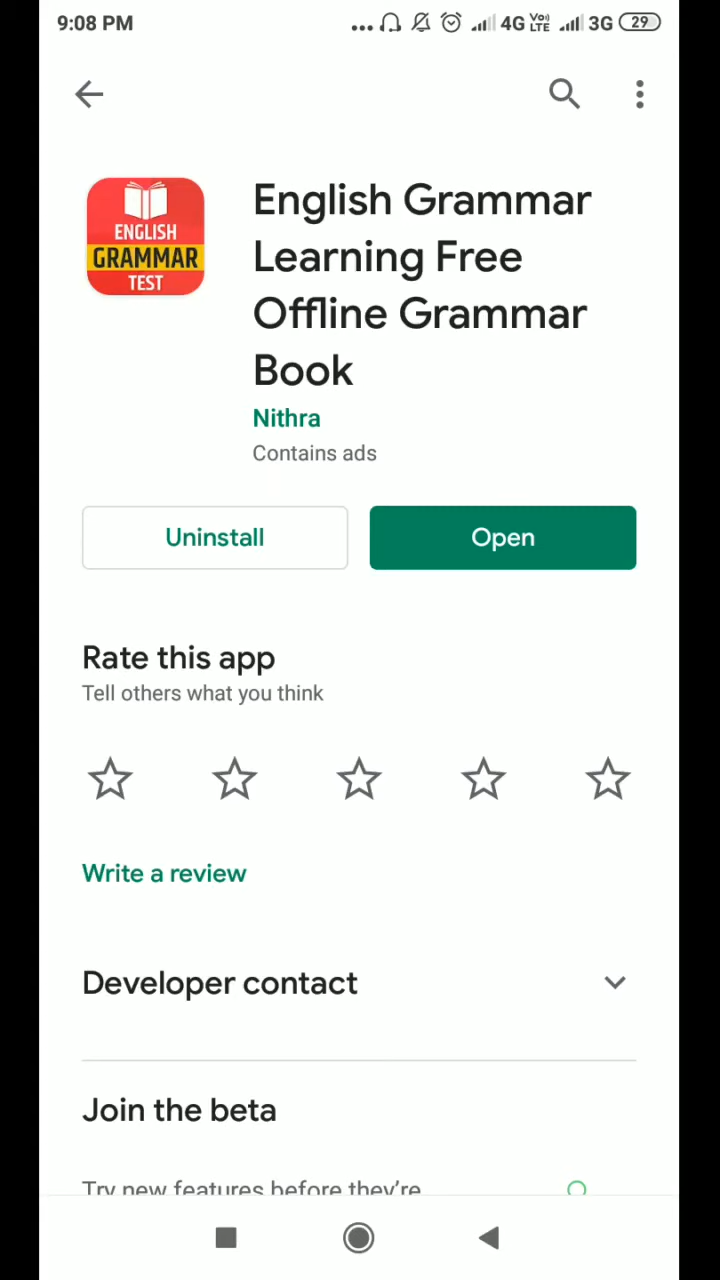 9:08 PM ... 4G Vo) LTE 3G 29
ENGLISH
GRAMMAR
TEST
English Grammar
Learning Free
Offline Grammar
Book
Nithra
Contains ads
Uninstall Open
Rate this app
Tell others what you think
Write a review
Developer contact
Join the beta
Try new features before they're